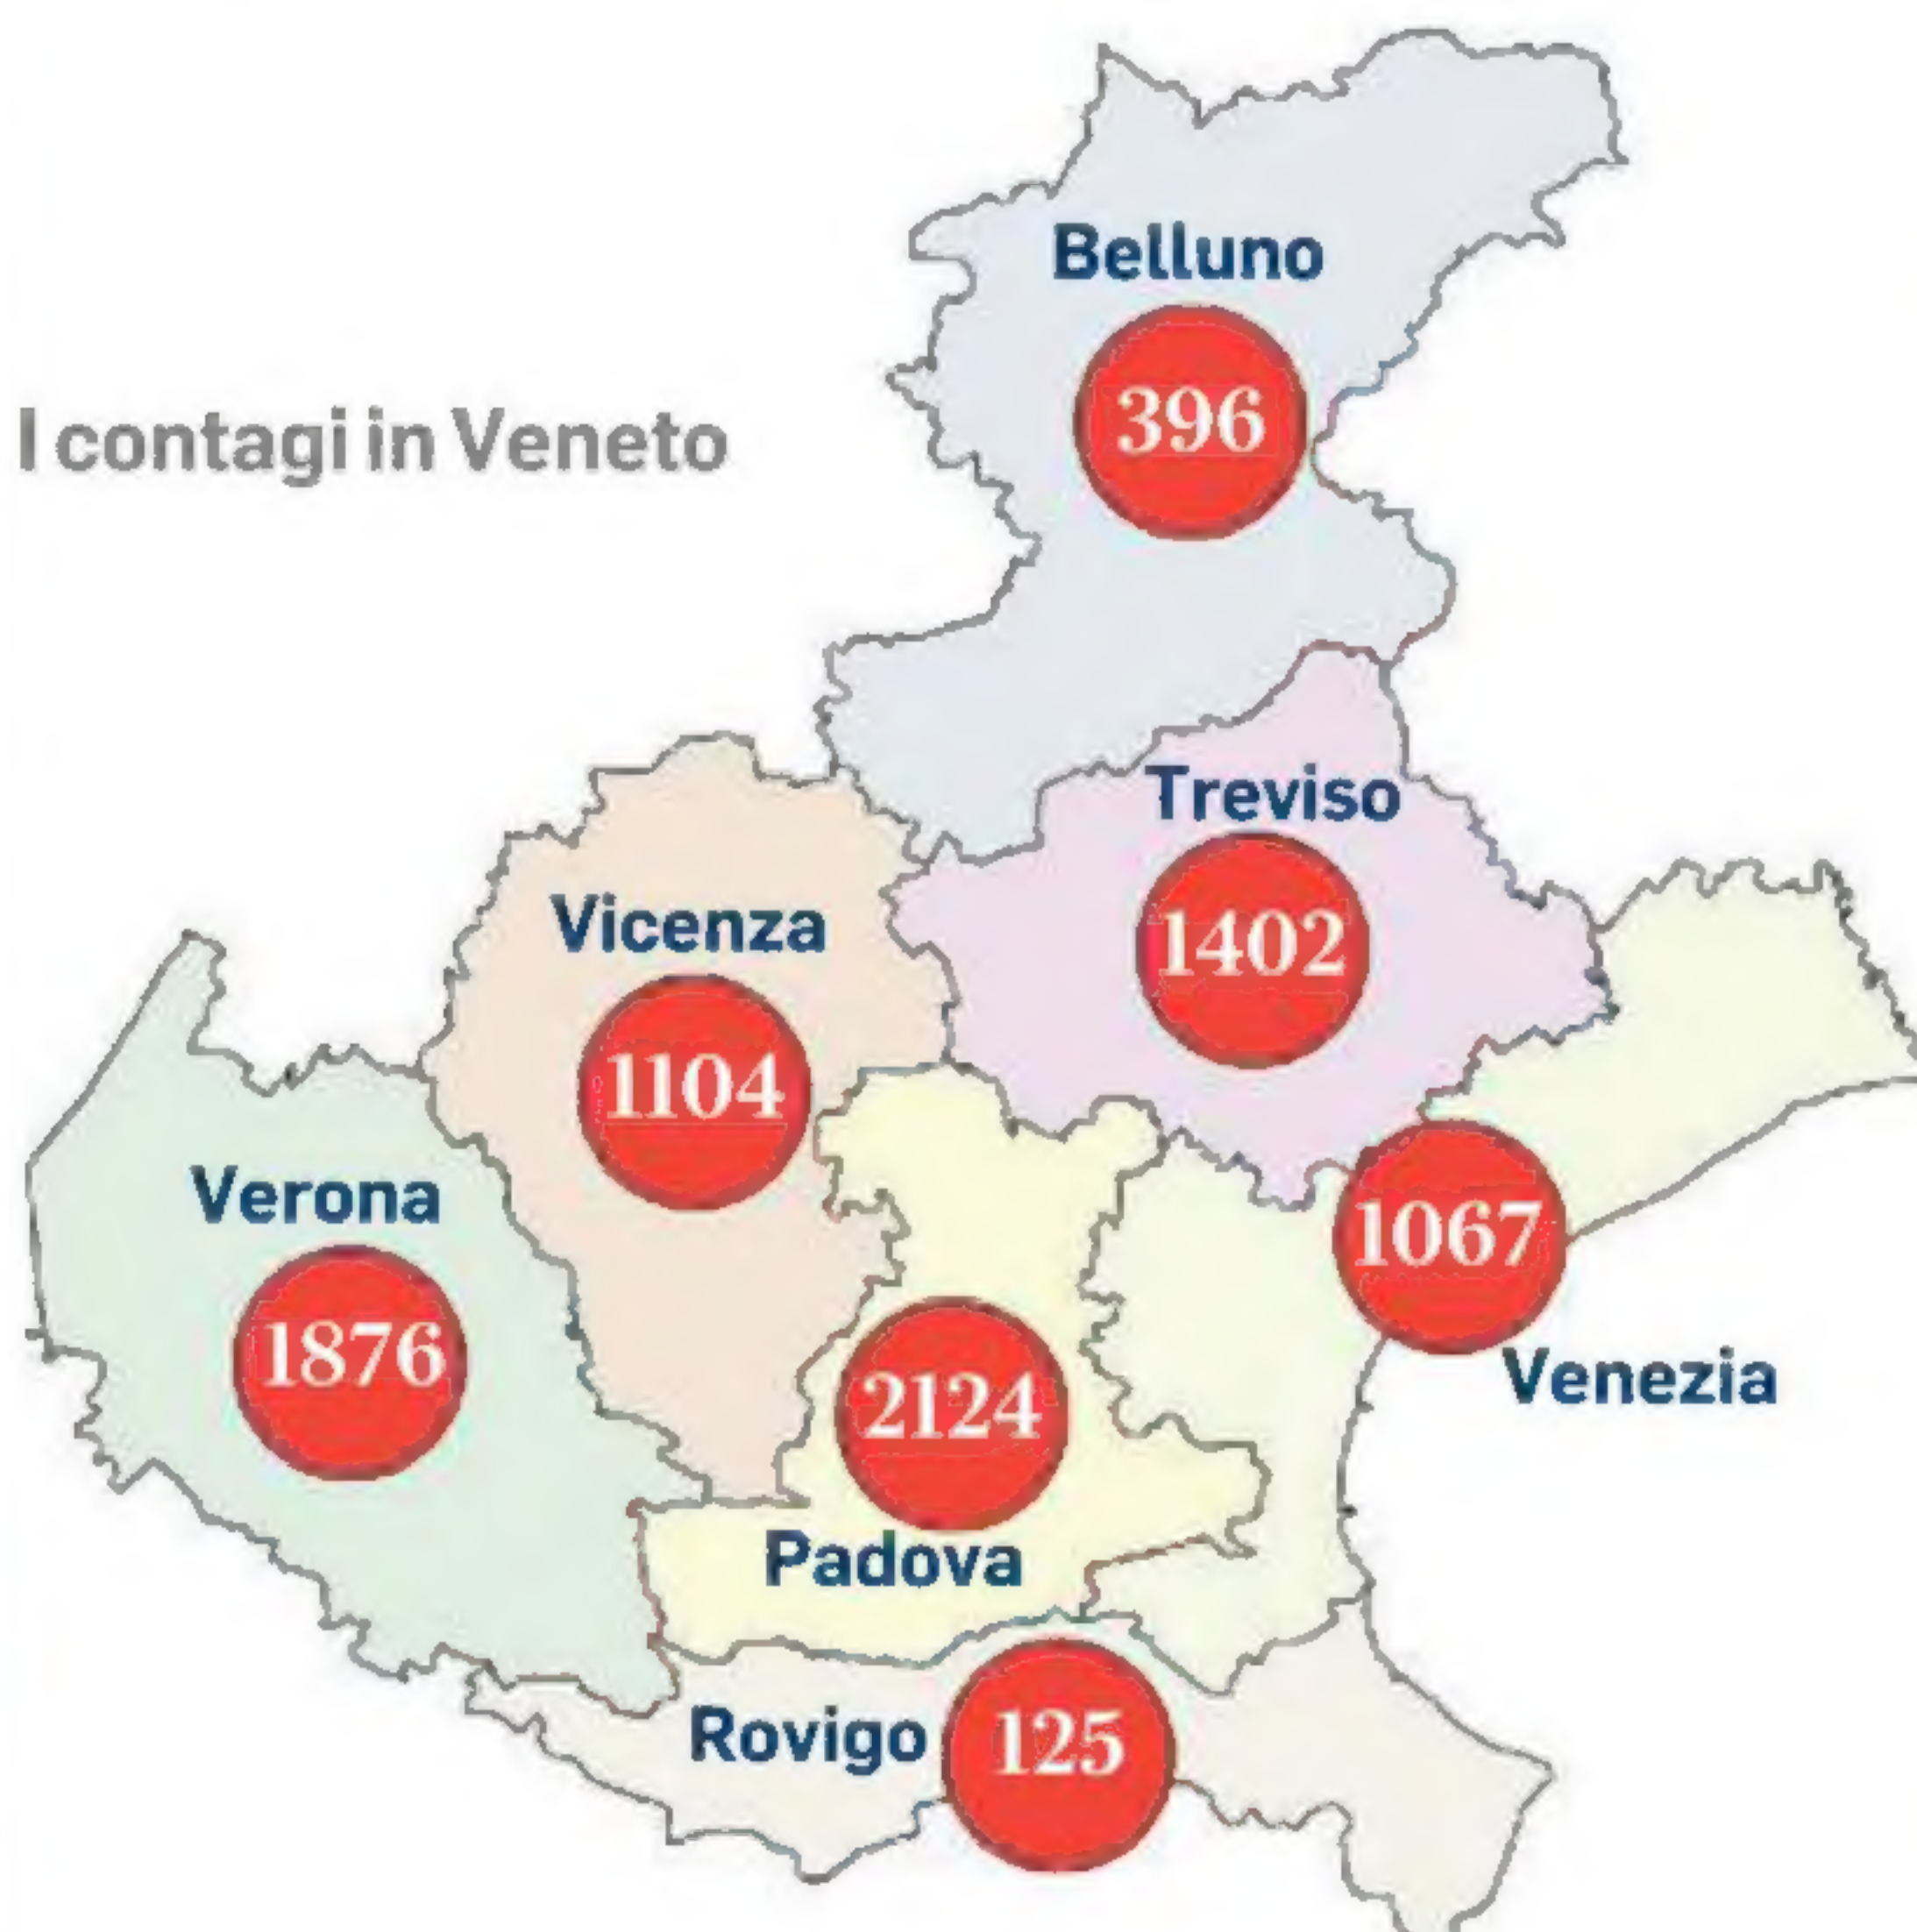 Belluno
396
I contagi in Veneto
Treviso
1402
Vicenza
1104
Verona
1876
1067
Venezia
2124
Padova
Rovigo 125